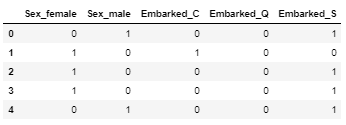 Sex_female Sex_male Embarked_C Embarked_Q Embarked_S
0 0 1 0 0 1
1 1 0 1 0 0
2 1 0 0 0 1
3 1 0 0 0 1
4 0 1 0 0 1